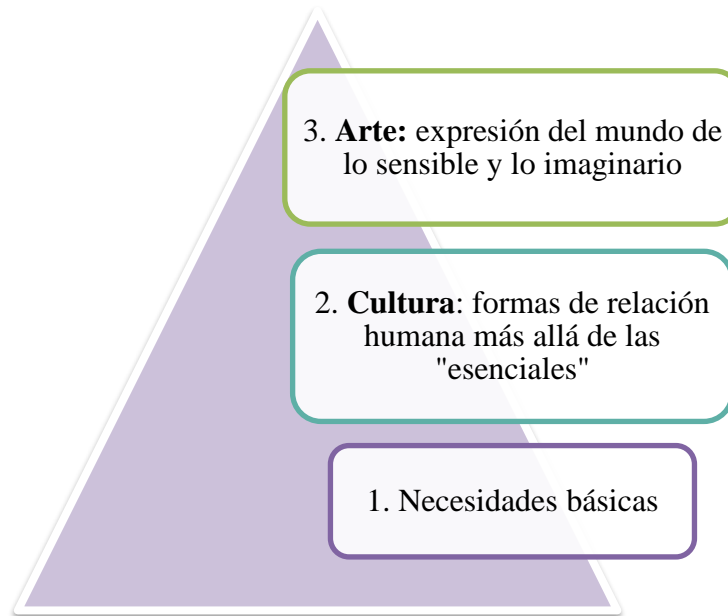 3. Arte: expresión del mundo de
lo sensible y lo imaginario
2. Cultura: formas de relación
humana más allá de las
"esenciales"
1. Necesidades básicas